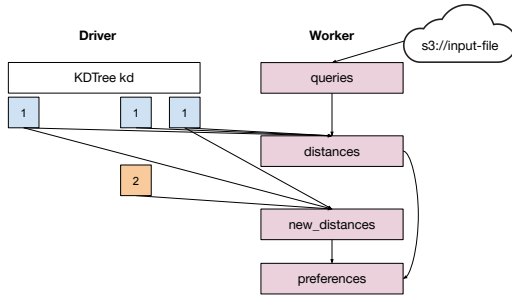 Driver
Worker
s3://input-file
KDTree kd
queries
1
1
1
distances
2
new_distances
preferences